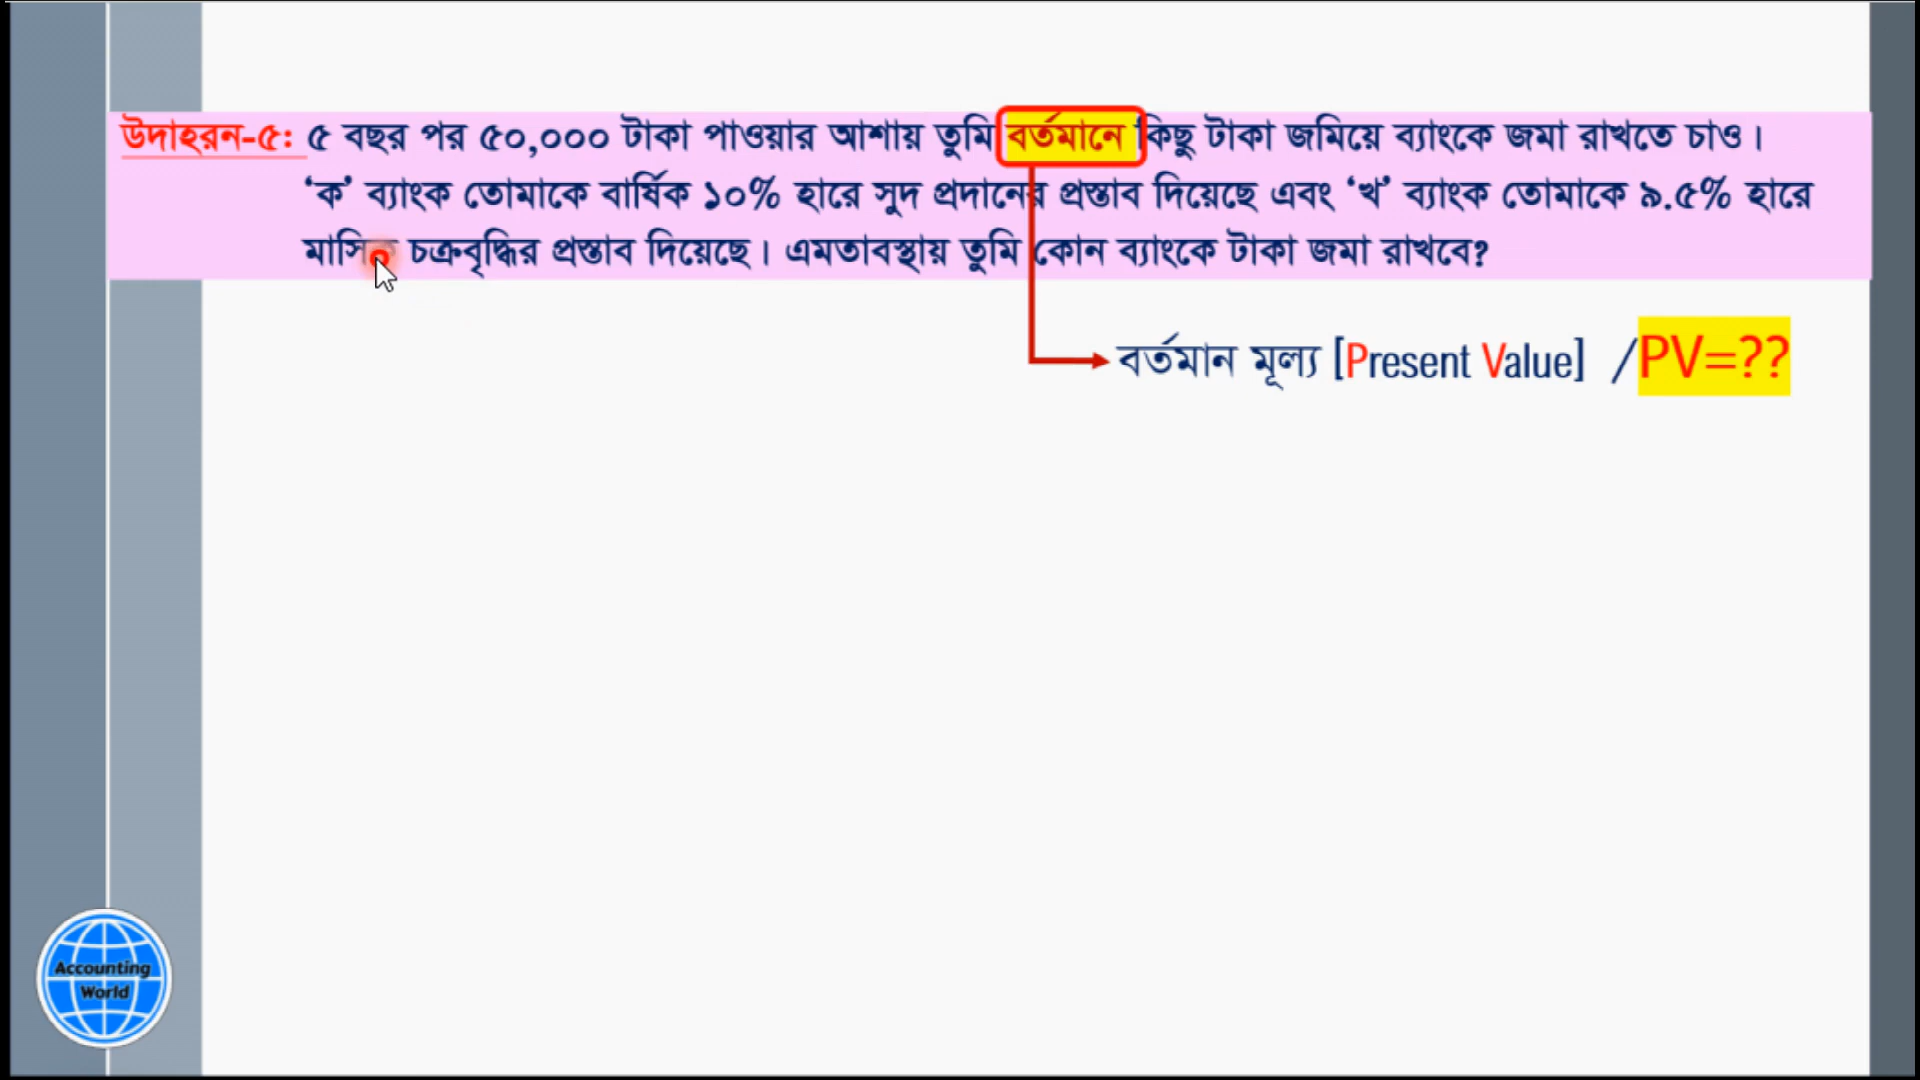 উদাহরন-৫: ৫ বছর পর ৫০,০০০ টাকা পাওয়ার আশায় তুমি বর্তমানে কিছু টাকা জমিয়ে ব্যাংকে জমা রাখতে চাও।
‘ক’ ব্যাংক তোমাকে বার্ষিক ১০% হারে সুদ প্রদানের প্রস্তাব দিয়েছে এবং ‘খ’ ব্যাংক তোমাকে ৯.৫% হারে
মাসিক চক্রবৃদ্ধির প্রস্তাব দিয়েছে। এমতাবস্থায় তুমি কোন ব্যাংকে টাকা জমা রাখবে?
বর্তমান মূল্য [Present Value] /PV=??
Accounting
World